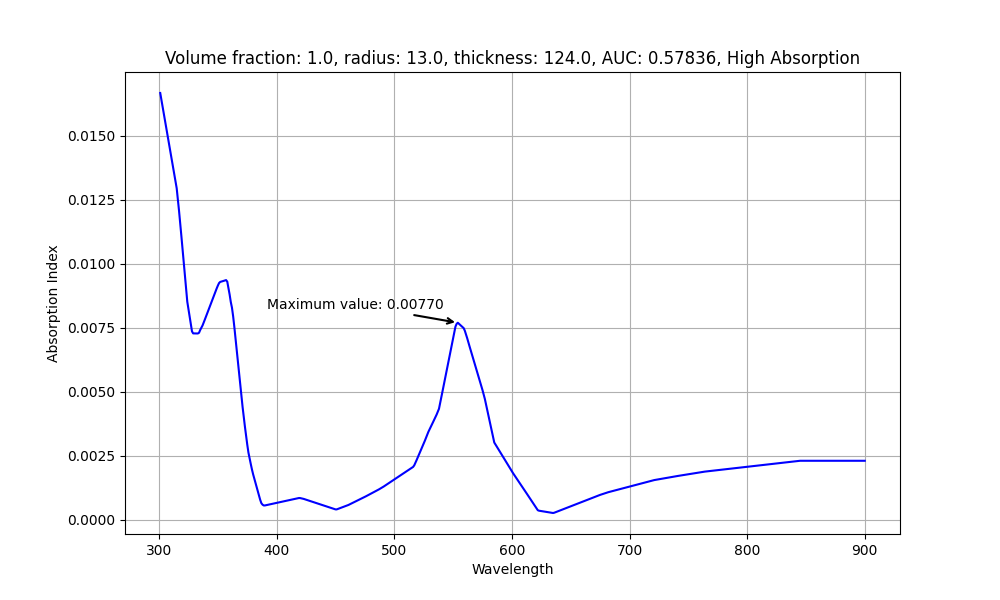 Volume fraction: 1.0, radius: 13.0, thickness: 124.0, AUC: 0.57836, High Absorption
0.0150
0.0125
0.0100
0.0075
0.0050
0.0025
0.0000
Absorption Index
Maximum value: 0.00770
300 400 500 600 700 800 900
Wavelength